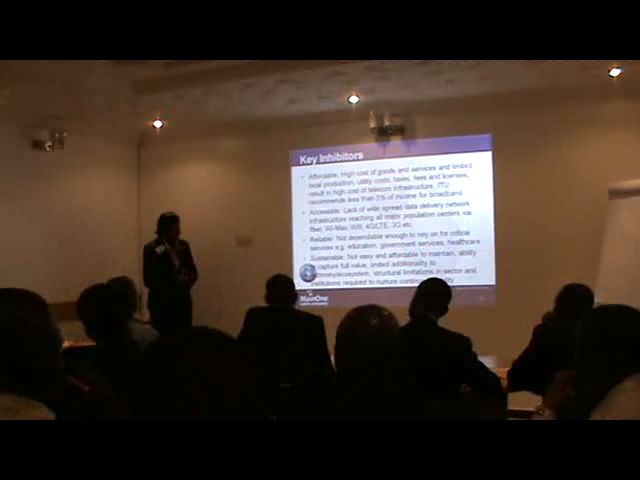 Key Inhibitors
Affordable: High cost of goods and services and limited
local production, utility costs, taxes, fees and licenses,
result in high cost of telecom infrastructure, ITU
recommends less than 5% of income for broadband
Accessible: Lack of wide spread data delivery network
infrastructure reaching all major population centers via
fiber, Wi-Max, Wifi, 4G/LTE, 3G etc.
Reliable: Not dependable enough to rely on for critical
services e.g. education, government services, healthcare
Sustainable: Not easy and affordable to maintain, ability
capture full value, limited additionality to
economy/ecosystem, structural limitations in sector and
institutions required to nurture
MainOne